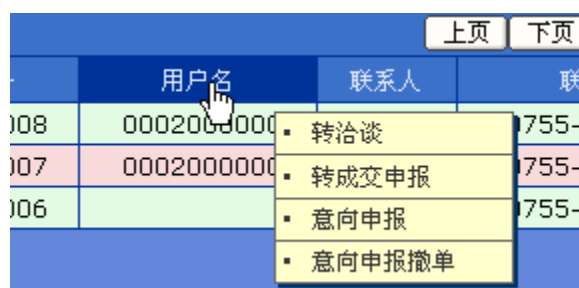 上页 下页
用户名 联系人 联
008 0002000000 0755-
007 0002000000 0755-
006 0755-
转洽谈
转成交申报
意向申报
意向申报撤单